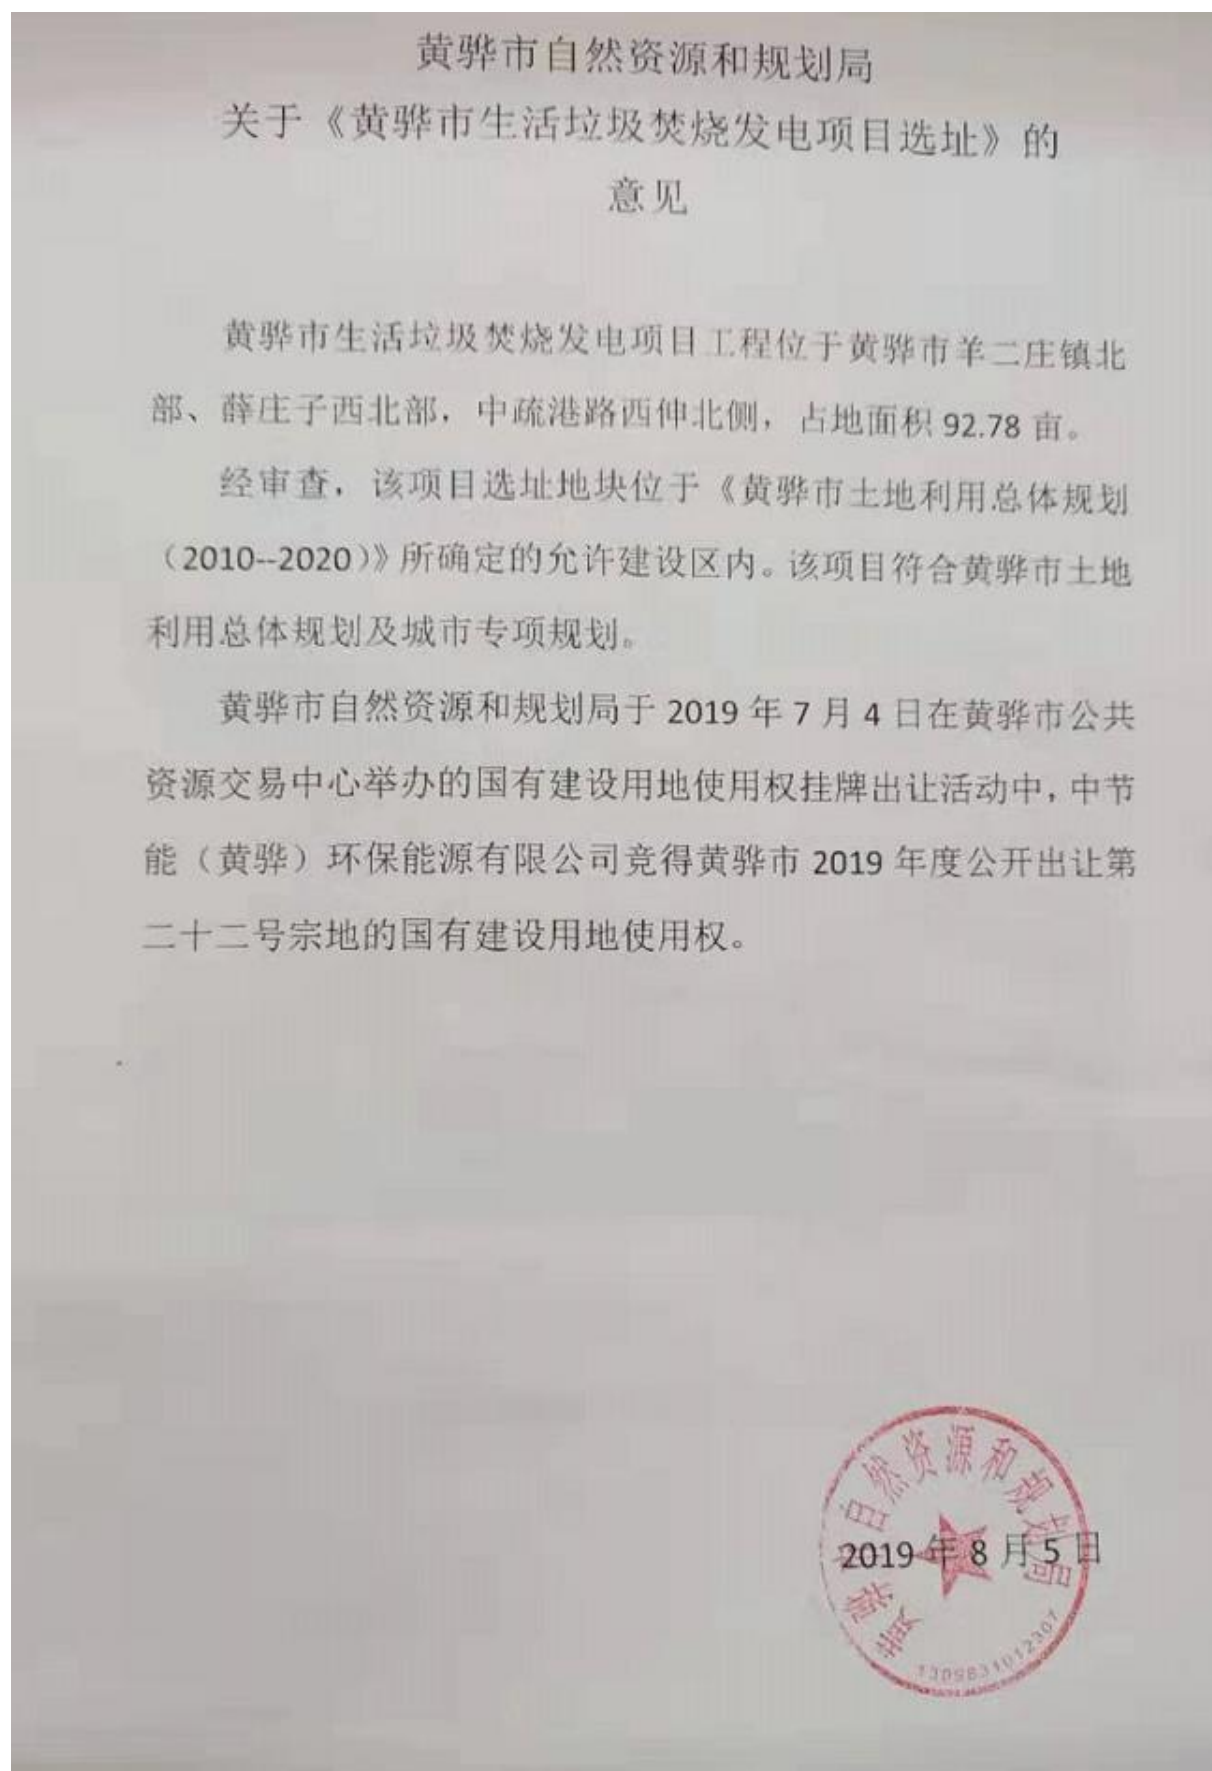 黄骅市自然资源和规划局
关于《黄骅市生活垃圾焚烧发电项目选址》的
意见
黄骅市生活垃圾焚烧发电项目工程位于黄骅市羊二庄镇北
部、薛庄子西北部，中疏港路西伸北侧，占地面积 92.78 亩。
经审查，该项目选址地块位于《黄骅市土地利用总体规划
（2010--2020）》所确定的允许建设区内。该项目符合黄骅市土地
利用总体规划及城市专项规划。
黄骅市自然资源和规划局于 2019 年 7 月 4 日在黄骅市公共
资源交易中心举办的国有建设用地使用权挂牌出让活动中，中节
能（黄骅）环保能源有限公司竞得黄骅市 2019 年度公开出让第
二十二号宗地的国有建设用地使用权。
黄骅市自然资源和规划局
2019 年 8 月 5 日
1309831012307